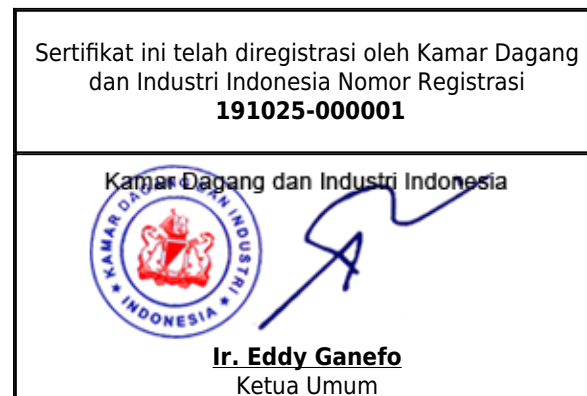 Sertifikat ini telah diregistrasi oleh Kamar Dagang
dan Industri Indonesia Nomor Registrasi
191025-000001
Kamar Dagang dan Industri Indonesia
KAMAR DAGANG DAN INDUSTRI
INDONESIA
Ir. Eddy Ganefo
Ketua Umum